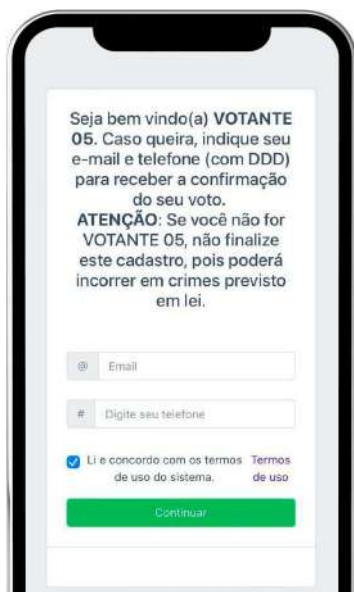 Seja bem vindo(a) VOTANTE
05. Caso queira, indique seu
e-mail e telefone (com DDD)
para receber a confirmação
do seu voto.
ATENÇÃO: Se você não for
VOTANTE 05, não finalize
este cadastro, pois poderá
incorrer em crimes previsto
em lei.
@ Email
# Digite seu telefone
Li e concordo com os termos Termos
de uso do sistema. de uso
Continuar